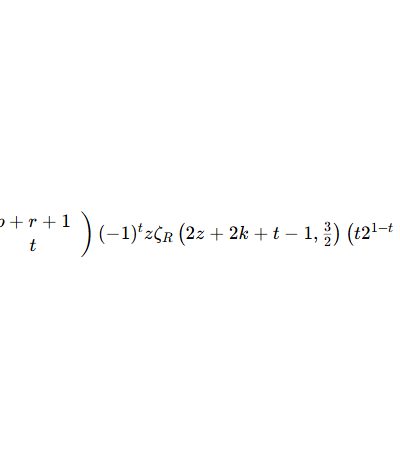 + r + 1
t
) (−1)^t zζ_R (2z + 2k + t − 1, 3/2) (t2^{1−t}